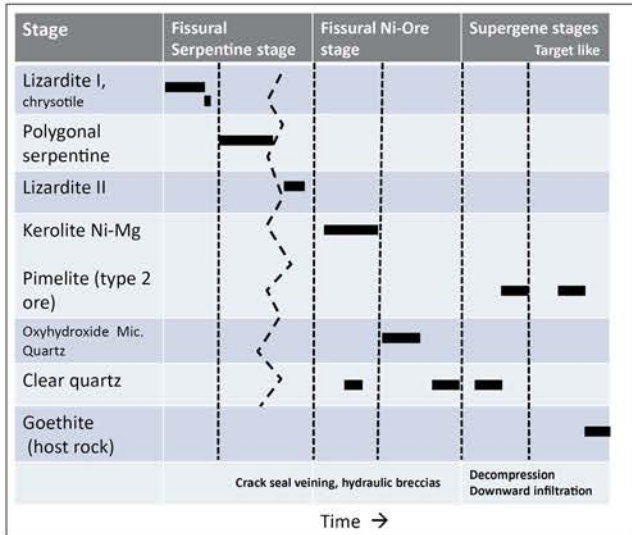 Stage
Fissural
Serpentine stage
Fissural Ni-Ore
stage
Supergene stages
Target like
Lizardite I,
chrysotile
Polygonal
serpentine
Lizardite II
Kerolite Ni-Mg
Pimelite (type 2
ore)
Oxyhydroxide Mic.
Quartz
Clear quartz
Goethite
(host rock)
Crack seal veining, hydraulic breccias
Decompression
Downward infiltration
Time →